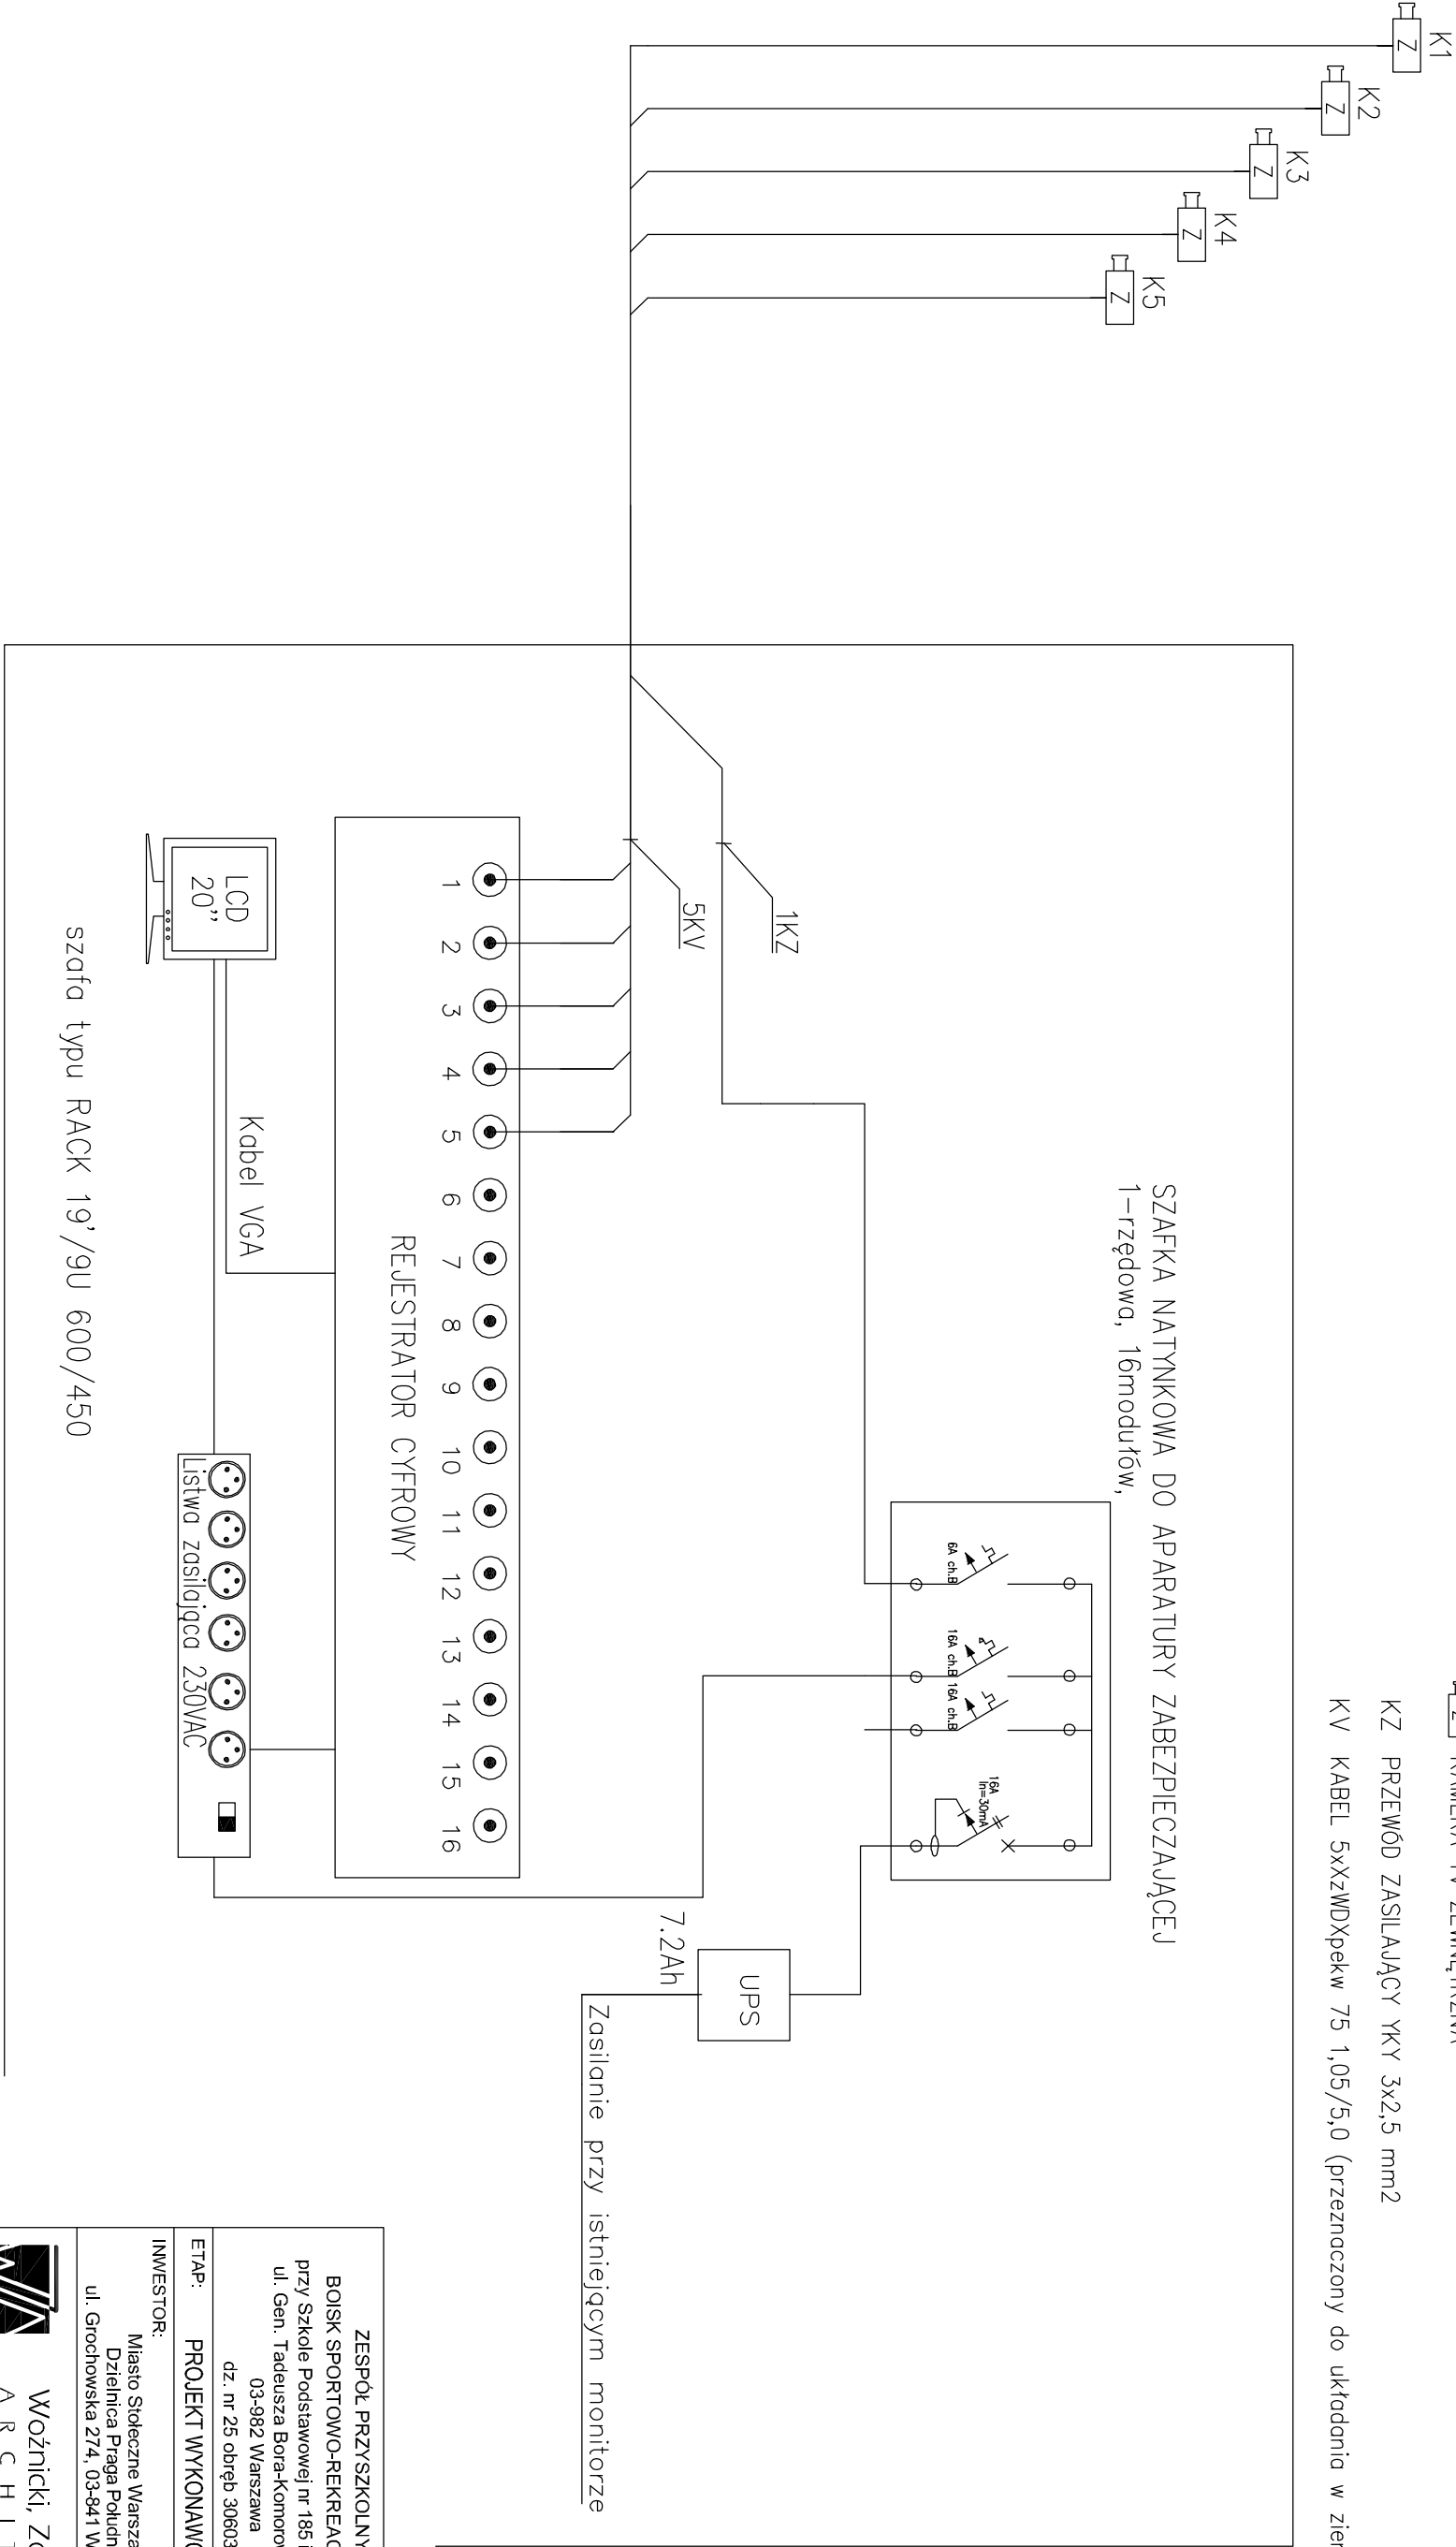 K1
K2
K3
K4
K5
KAMERA TV ZEWNĘTRZNA
KZ PRZEWÓD ZASILAJĄCY YKY 3x2,5 mm2
KV KABEL 5xXzWDXpekw 75 1,05/5,0 (przeznaczony do układania w
Z
Z
Z
Z
Z
SZAFKA NATYNKOWA DO APARATURY ZABEZPIECZAJĄCEJ
1-rzędowa, 16modułów,
6A ch.B
16A ch.B
16A ch.B
16A
In=30mA
1KZ
5KV
UPS
7.2Ah
Zasilanie przy istniejącym monitorze
1 2 3 4 5 6 7 8 9 10 11 12 13 14 15 16
REJESTRATOR CYFROWY
LCD
20''
Kabel VGA
Listwa zasilająca 230VAC
szafa typu RACK 19'/9U 600/450
ZESPÓŁ PRZYSZKOLNY
BOISK SPORTOWO-REKREAC
przy Szkole Podstawowej nr 185 i
ul. Gen. Tadeusza Bora-Komorow
03-982 Warszawa
dz. nr 25 obręb 30603
ETAP: PROJEKT WYKONAWC
INWESTOR:
Miasto Stołeczne Warsza
Dzielnica Praga Połudn
ul. Grochowska 274, 03-841 W
Woźnicki, Zd
A R C H I T